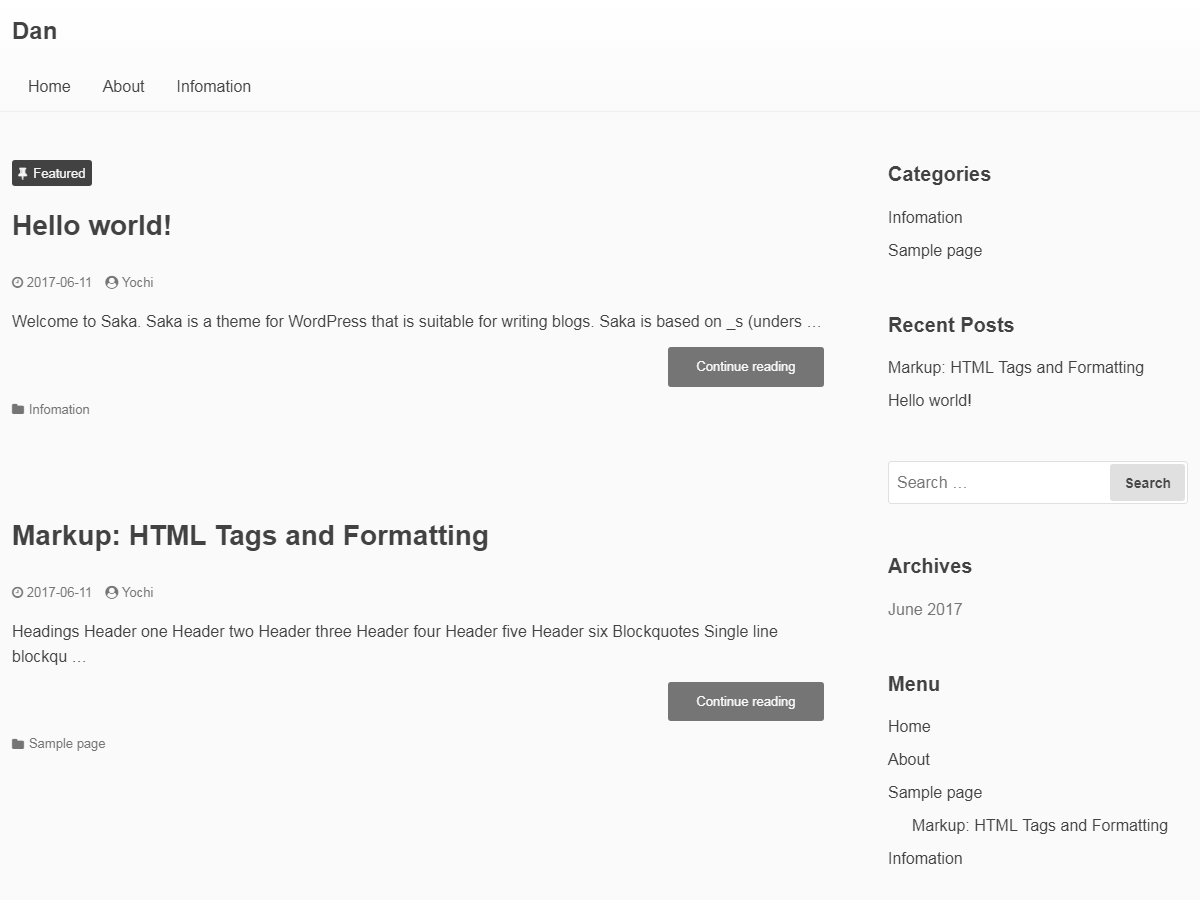 Dan
Home About Infomation
Featured
Hello world!
2017-06-11 Yochi
Welcome to Saka. Saka is a theme for WordPress that is suitable for writing blogs. Saka is based on _s (unders …
Continue reading
Infomation
Markup: HTML Tags and Formatting
2017-06-11 Yochi
Headings Header one Header two Header three Header four Header five Header six Blockquotes Single line
blockqu …
Continue reading
Sample page
Categories
Infomation
Sample page
Recent Posts
Markup: HTML Tags and Formatting
Hello world!
Search … Search
Archives
June 2017
Menu
Home
About
Sample page
Markup: HTML Tags and Formatting
Infomation